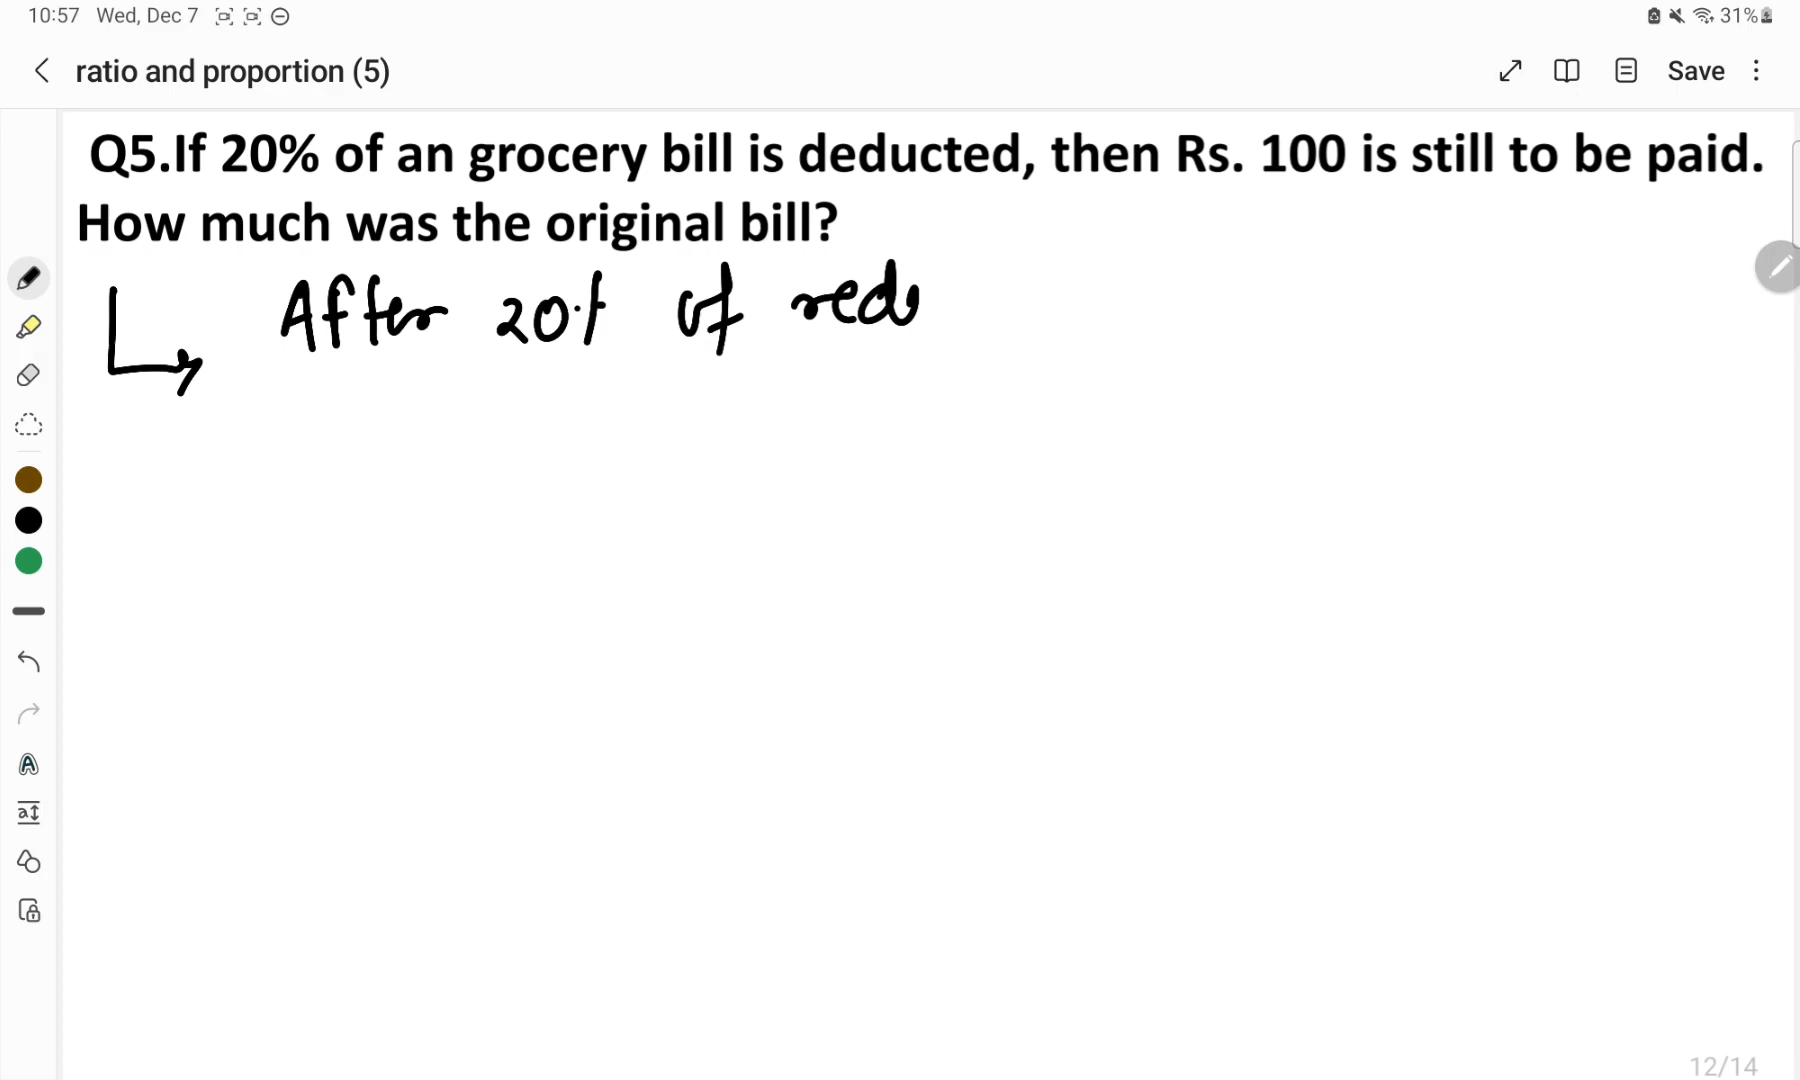 10:57 Wed, Dec 7 31%
ratio and proportion (5) Save
Q5.If 20% of an grocery bill is deducted, then Rs. 100 is still to be paid.
How much was the original bill?
After 20% of redu
12/14